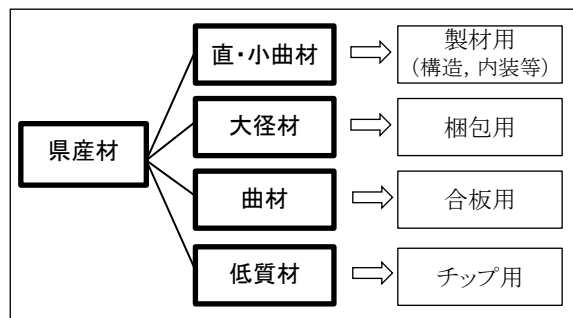 県産材
直・小曲材
製材用
（構造，内装等）
大径材
梱包用
曲材
合板用
低質材
チップ用